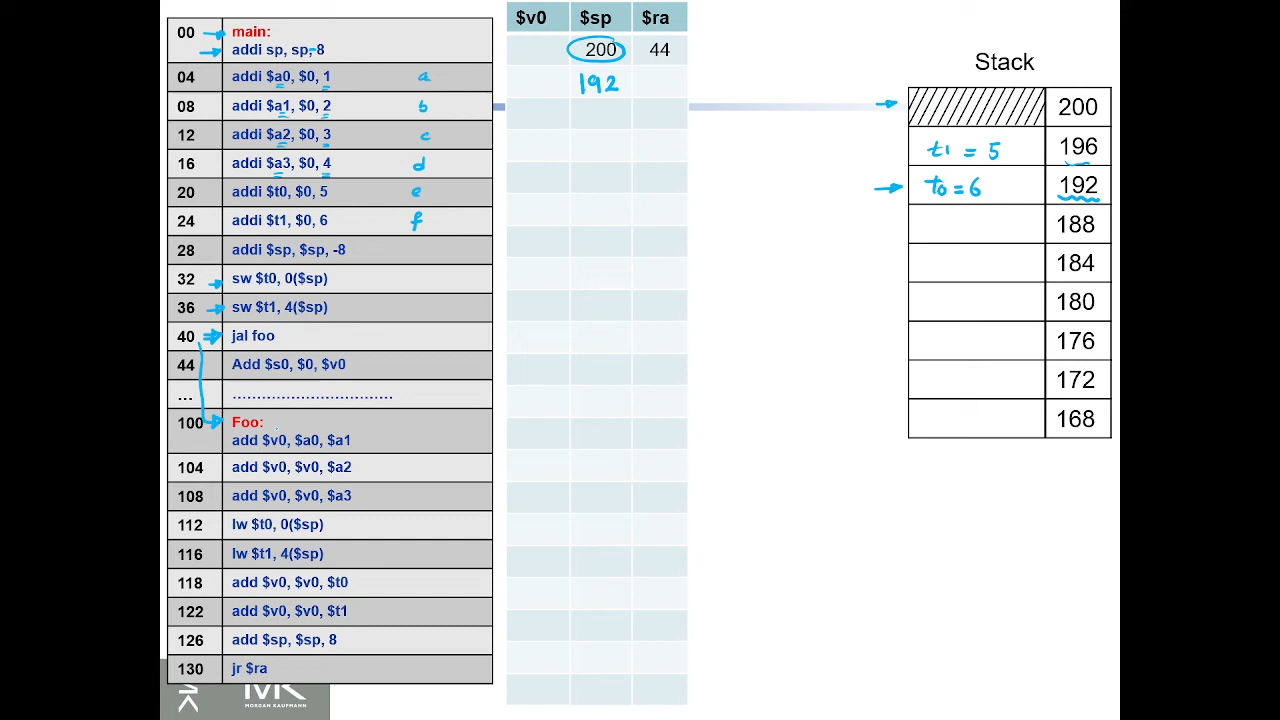 00 main:
addi sp, sp-8
04 addi $a0, $0, 1 a
08 addi $a1, $0, 2 b
12 addi $a2, $0, 3 c
16 addi $a3, $0, 4 d
20 addi $t0, $0, 5 e
24 addi $t1, $0, 6 f
28 addi $sp, $sp, -8
32 sw $t0, 0($sp)
36 sw $t1, 4($sp)
40 jal foo
44 Add $s0, $0, $v0
... ................................
100 Foo:
add $v0, $a0, $a1
104 add $v0, $v0, $a2
108 add $v0, $v0, $a3
112 lw $t0, 0($sp)
116 lw $t1, 4($sp)
118 add $v0, $v0, $t0
122 add $v0, $v0, $t1
126 add $sp, $sp, 8
130 jr $ra
MK
MORGAN KAUFMANN
$v0 $sp $ra
200 44
192
Stack
200
t1 = 5 196
t0 = 6 192
188
184
180
176
172
168